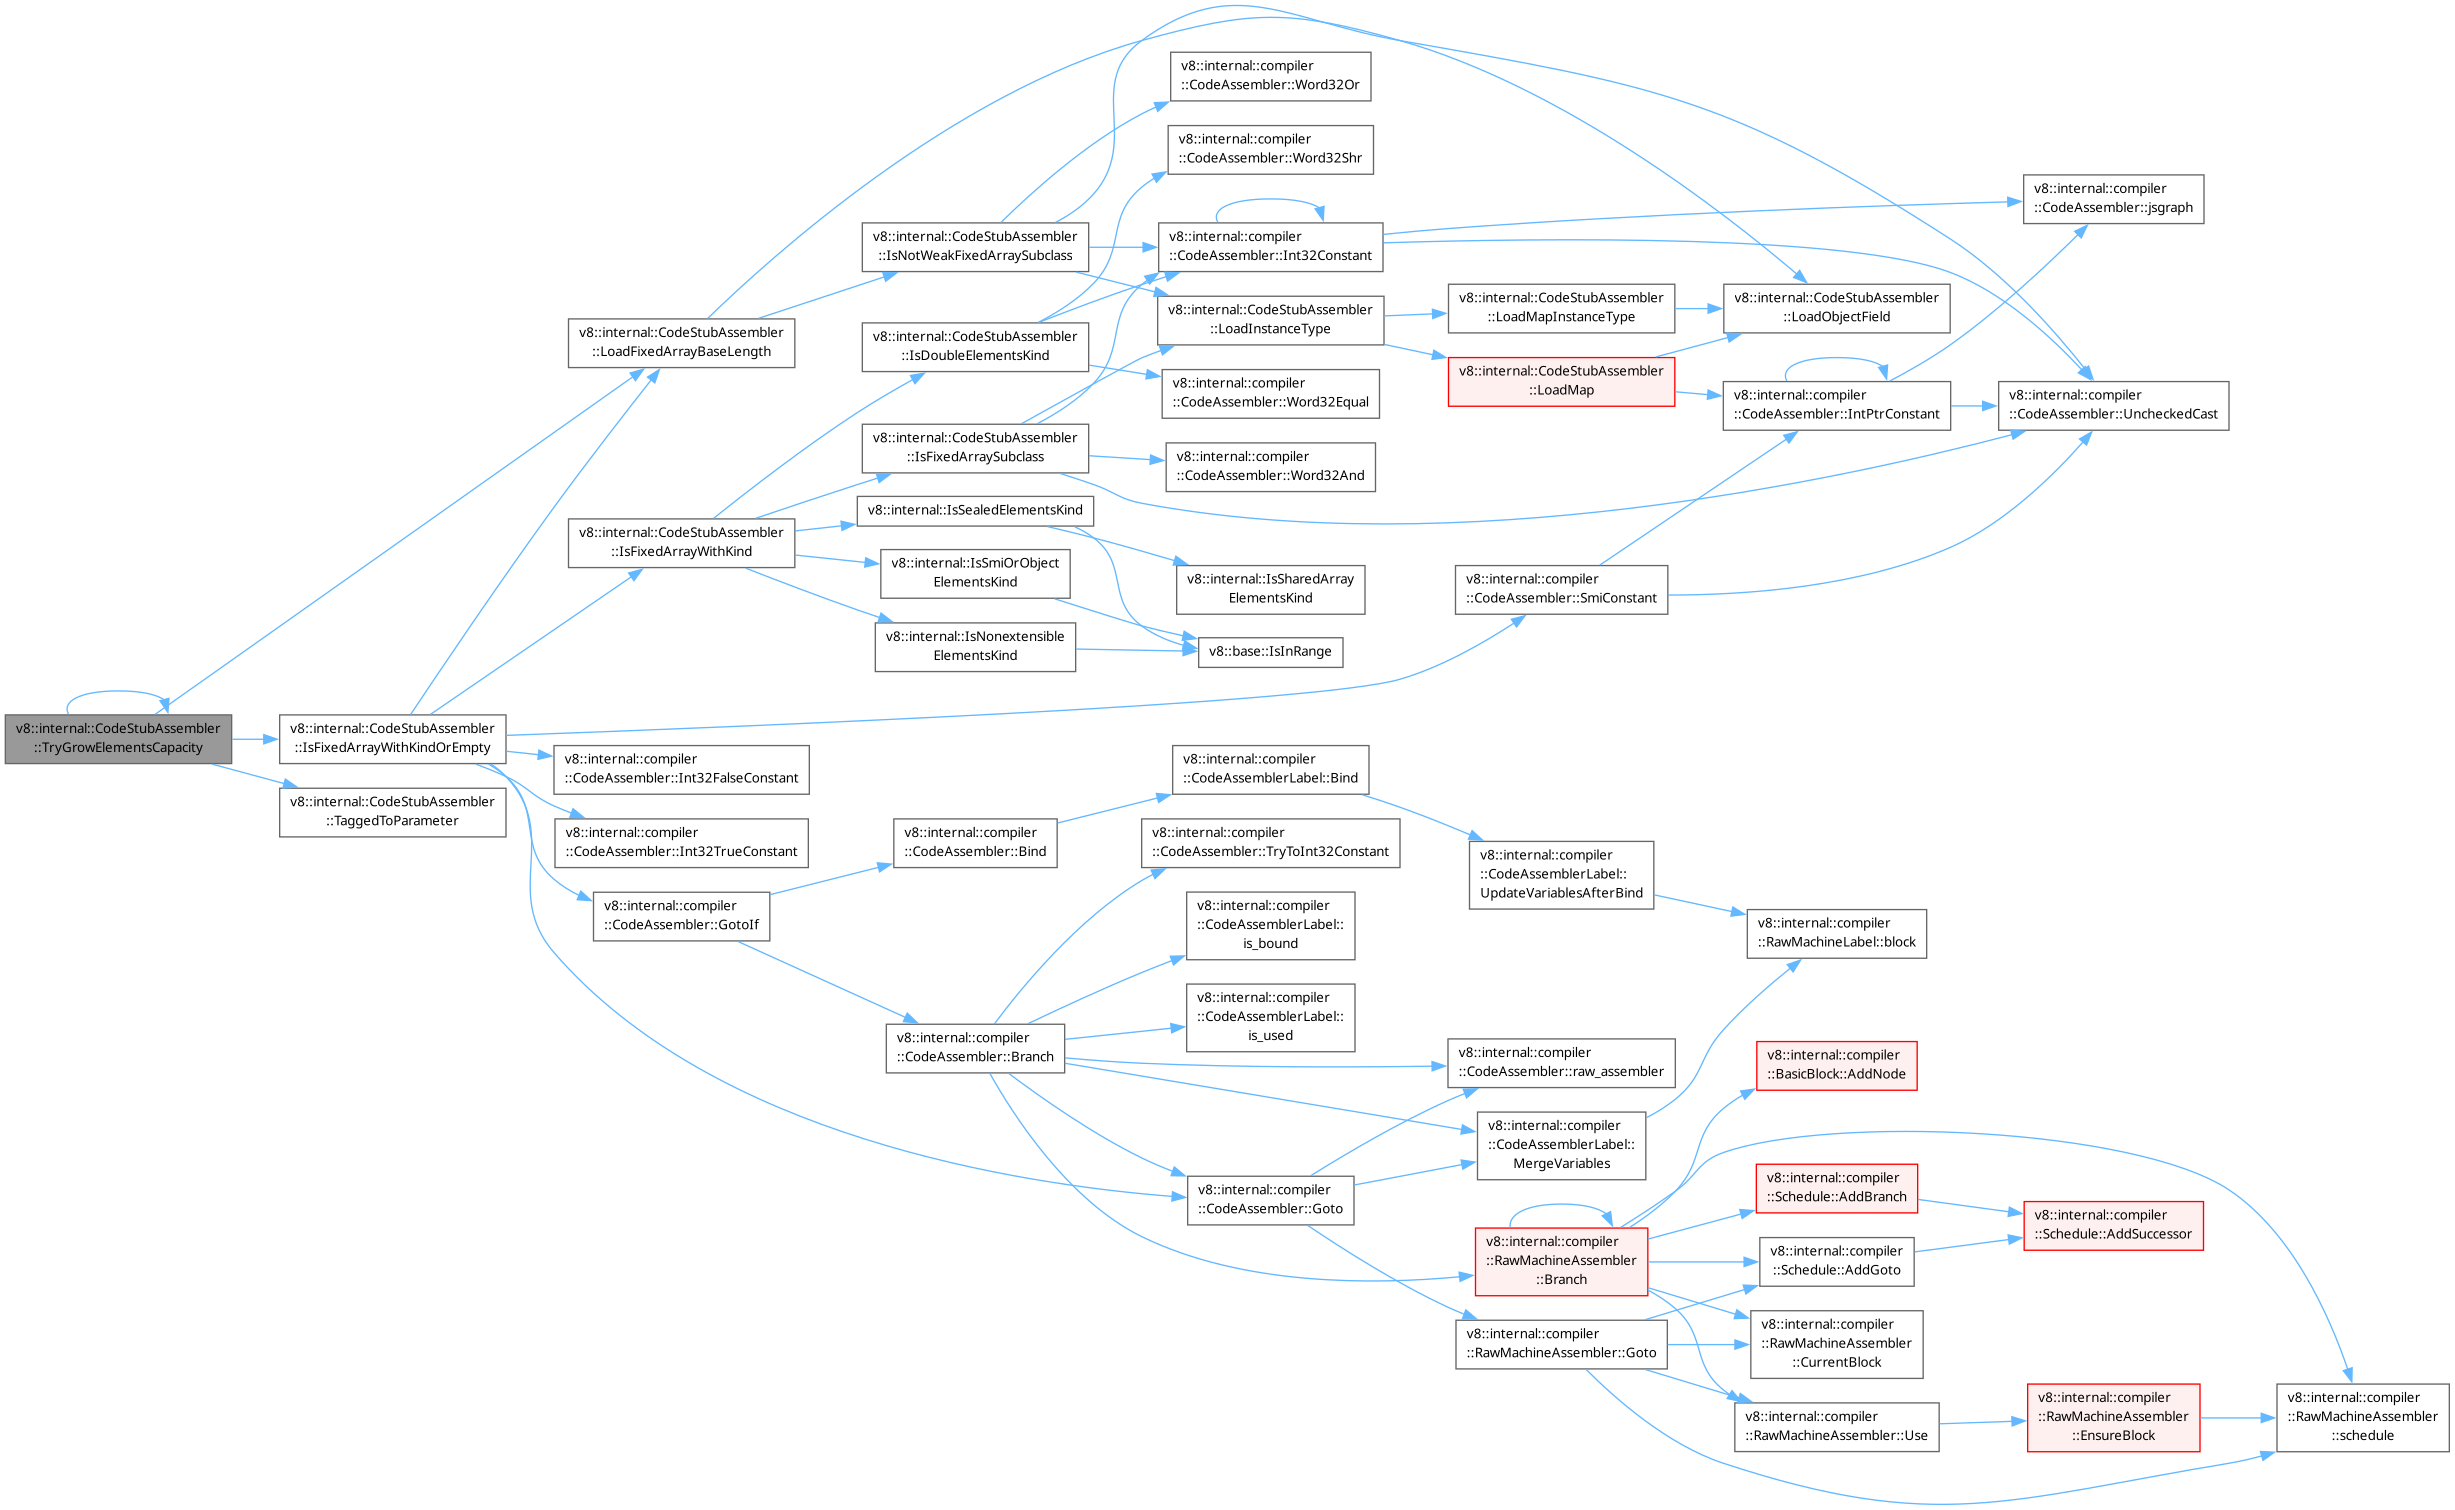 v8::internal::CodeStubAssembler
::TryGrowElementsCapacity
v8::internal::CodeStubAssembler
::IsFixedArrayWithKindOrEmpty
v8::internal::CodeStubAssembler
::TaggedToParameter
v8::internal::CodeStubAssembler
::LoadFixedArrayBaseLength
v8::internal::CodeStubAssembler
::IsFixedArrayWithKind
v8::internal::compiler
::CodeAssembler::Int32FalseConstant
v8::internal::compiler
::CodeAssembler::Int32TrueConstant
v8::internal::compiler
::CodeAssembler::GotoIf
v8::internal::CodeStubAssembler
::IsNotWeakFixedArraySubclass
v8::internal::CodeStubAssembler
::IsDoubleElementsKind
v8::internal::CodeStubAssembler
::IsFixedArraySubclass
v8::internal::IsSealedElementsKind
v8::internal::IsSmiOrObject
ElementsKind
v8::internal::IsNonextensible
ElementsKind
v8::internal::compiler
::CodeAssembler::Bind
v8::internal::compiler
::CodeAssembler::Branch
v8::internal::compiler
::CodeAssembler::Word32Or
v8::internal::compiler
::CodeAssembler::Word32Shr
v8::internal::compiler
::CodeAssembler::Int32Constant
v8::internal::CodeStubAssembler
::LoadInstanceType
v8::internal::compiler
::CodeAssembler::Word32Equal
v8::internal::compiler
::CodeAssembler::Word32And
v8::internal::IsSharedArray
ElementsKind
v8::base::IsInRange
v8::internal::compiler
::CodeAssemblerLabel::Bind
v8::internal::compiler
::CodeAssembler::TryToInt32Constant
v8::internal::compiler
::CodeAssemblerLabel::
is_bound
v8::internal::compiler
::CodeAssemblerLabel::
is_used
v8::internal::compiler
::CodeAssembler::Goto
v8::internal::CodeStubAssembler
::LoadMapInstanceType
v8::internal::CodeStubAssembler
::LoadMap
v8::internal::compiler
::CodeAssembler::SmiConstant
v8::internal::compiler
::CodeAssemblerLabel::
UpdateVariablesAfterBind
v8::internal::compiler
::CodeAssembler::raw_assembler
v8::internal::compiler
::CodeAssemblerLabel::
MergeVariables
v8::internal::compiler
::RawMachineAssembler
::Branch
v8::internal::compiler
::RawMachineAssembler::Goto
v8::internal::CodeStubAssembler
::LoadObjectField
v8::internal::compiler
::CodeAssembler::IntPtrConstant
v8::internal::compiler
::RawMachineLabel::block
v8::internal::compiler
::BasicBlock::AddNode
v8::internal::compiler
::Schedule::AddBranch
v8::internal::compiler
::Schedule::AddGoto
v8::internal::compiler
::RawMachineAssembler
::CurrentBlock
v8::internal::compiler
::RawMachineAssembler::Use
v8::internal::compiler
::CodeAssembler::jsgraph
v8::internal::compiler
::CodeAssembler::UncheckedCast
v8::internal::compiler
::Schedule::AddSuccessor
v8::internal::compiler
::RawMachineAssembler
::EnsureBlock
v8::internal::compiler
::RawMachineAssembler
::schedule